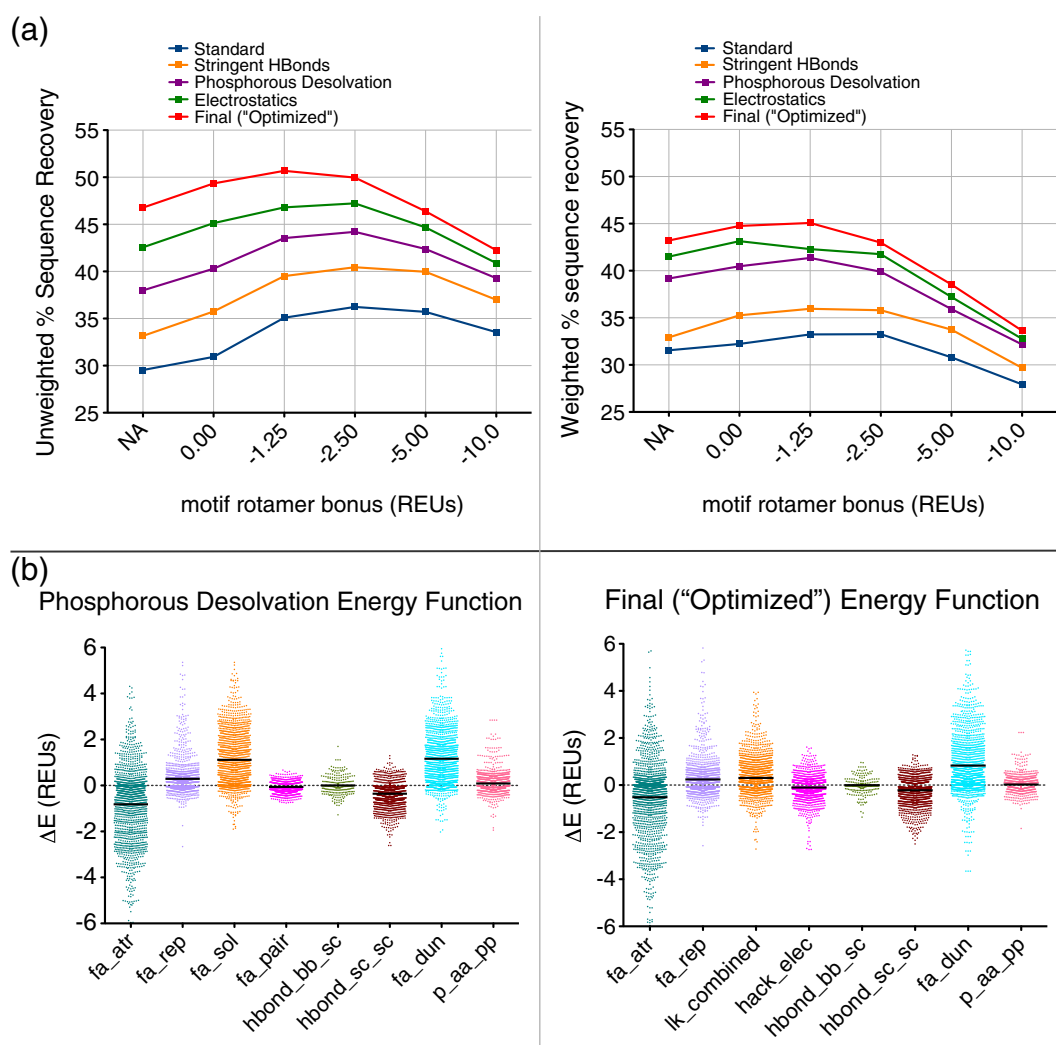 (a)
Standard
Stringent HBonds
Phosphorous Desolvation
Electrostatics
Final ("Optimized")
Unweighted % Sequence Recovery
55
50
45
40
35
30
25
NA
0.00
-1.25
-2.50
-5.00
-10.0
motif rotamer bonus (REUs)
Standard
Stringent HBonds
Phosphorous Desolvation
Electrostatics
Final ("Optimized")
Weighted % sequence recovery
55
50
45
40
35
30
25
NA
0.00
-1.25
-2.50
-5.00
-10.0
motif rotamer bonus (REUs)
(b)
Phosphorous Desolvation Energy Function
ΔE (REUs)
6
4
2
0
-2
-4
-6
fa_atr
fa_rep
fa_sol
fa_pair
hbond_bb_sc
hbond_sc_sc
fa_dun
p_aa_pp
Final (“Optimized”) Energy Function
ΔE (REUs)
6
4
2
0
-2
-4
-6
fa_atr
fa_rep
lk_combined
hack_elec
hbond_bb_sc
hbond_sc_sc
fa_dun
p_aa_pp